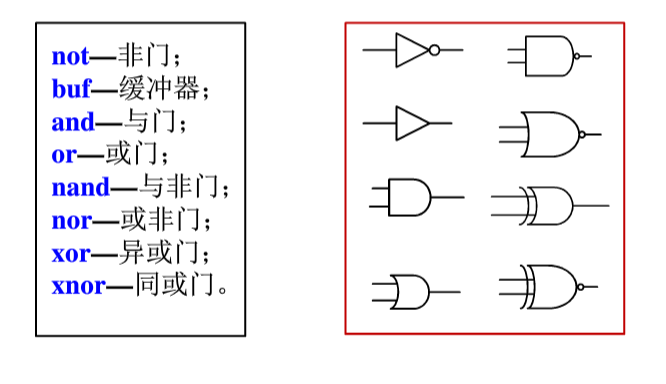 not—非门；
buf—缓冲器；
and—与门；
or—或门；
nand—与非门；
nor—或非门；
xor—异或门；
xnor—同或门。